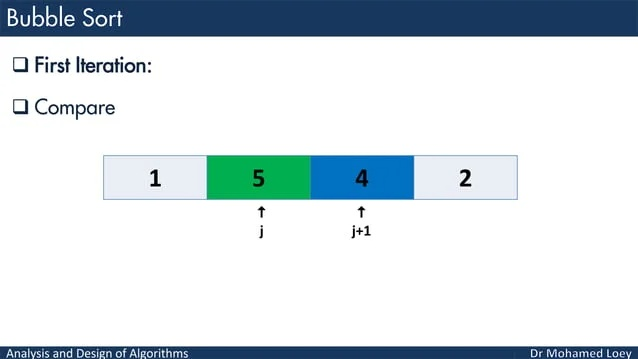 Bubble Sort
First Iteration:
Compare
1 5 4 2
j j+1
Analysis and Design of Algorithms Dr Mohamed Loey